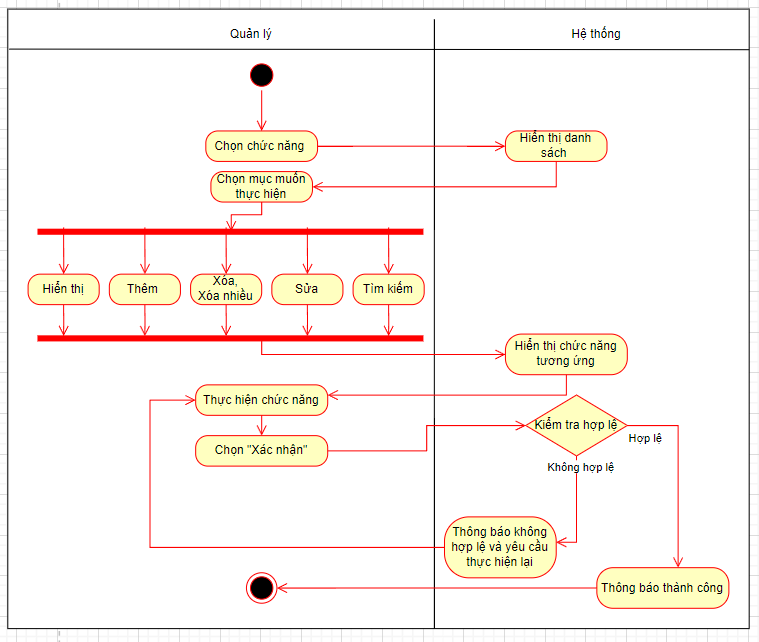 Quản lý
Hệ thống
Chọn chức năng
Hiển thị danh
sách
Chọn mục muốn
thực hiện
Hiển thị
Thêm
Xóa,
Xóa nhiều
Sửa
Tìm kiếm
Hiển thị chức năng
tương ứng
Thực hiện chức năng
Kiểm tra hợp lệ
Hợp lệ
Chọn "Xác nhận"
Không hợp lệ
Thông báo không
hợp lệ và yêu cầu
thực hiện lại
Thông báo thành công